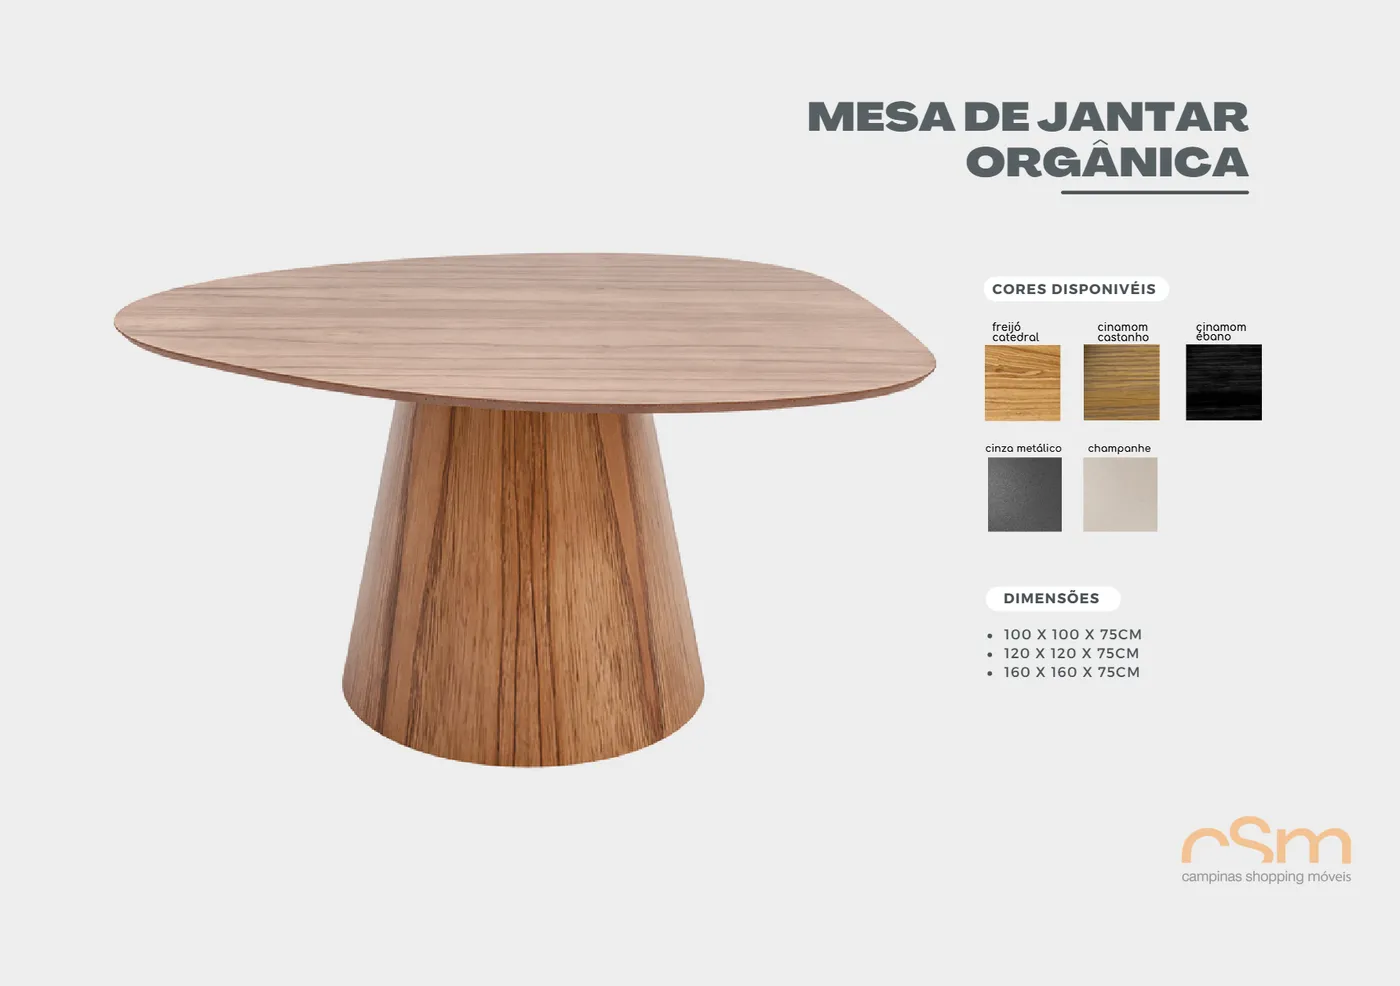 MESA DE JANTAR
ORGÂNICA
CORES DISPONIVÉIS
freijó
catedral
cinamom
castanho
cinamom
ébano
cinza metálico
champanhe
DIMENSÕES
• 100 X 100 X 75CM
• 120 X 120 X 75CM
• 160 X 160 X 75CM
csm
campinas shopping móveis